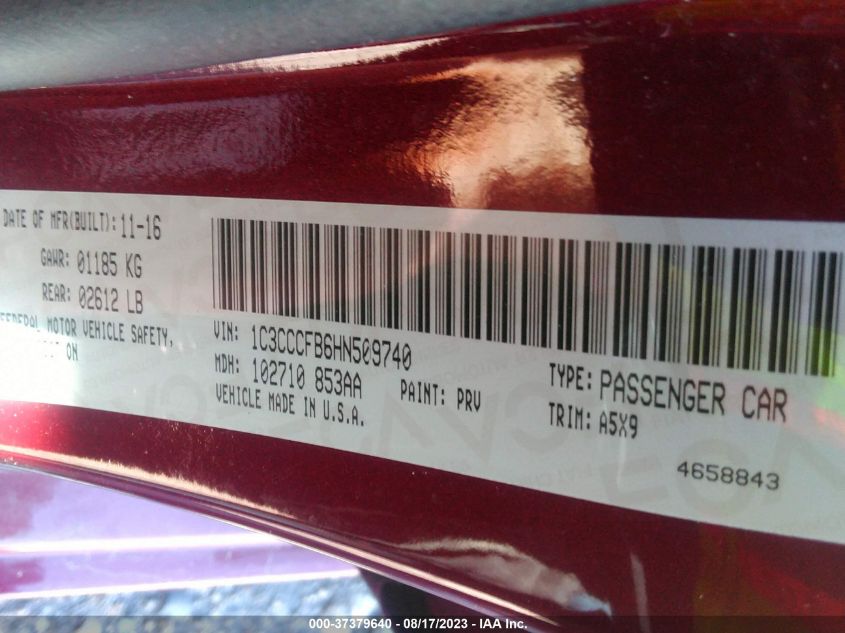 DATE OF MFR(BUILT): 11-16
GAWR: 01185 KG
REAR: 02612 LB
FEDERAL MOTOR VEHICLE SAFETY,
ON
VIN: 1C3CCCFB6HN509740
MDH: 102710 853AA
PAINT: PRV
VEHICLE MADE IN U.S.A.
TYPE: PASSENGER CAR
TRIM: A5X9
4658843
000-37379640 - 08/17/2023 - IAA Inc.